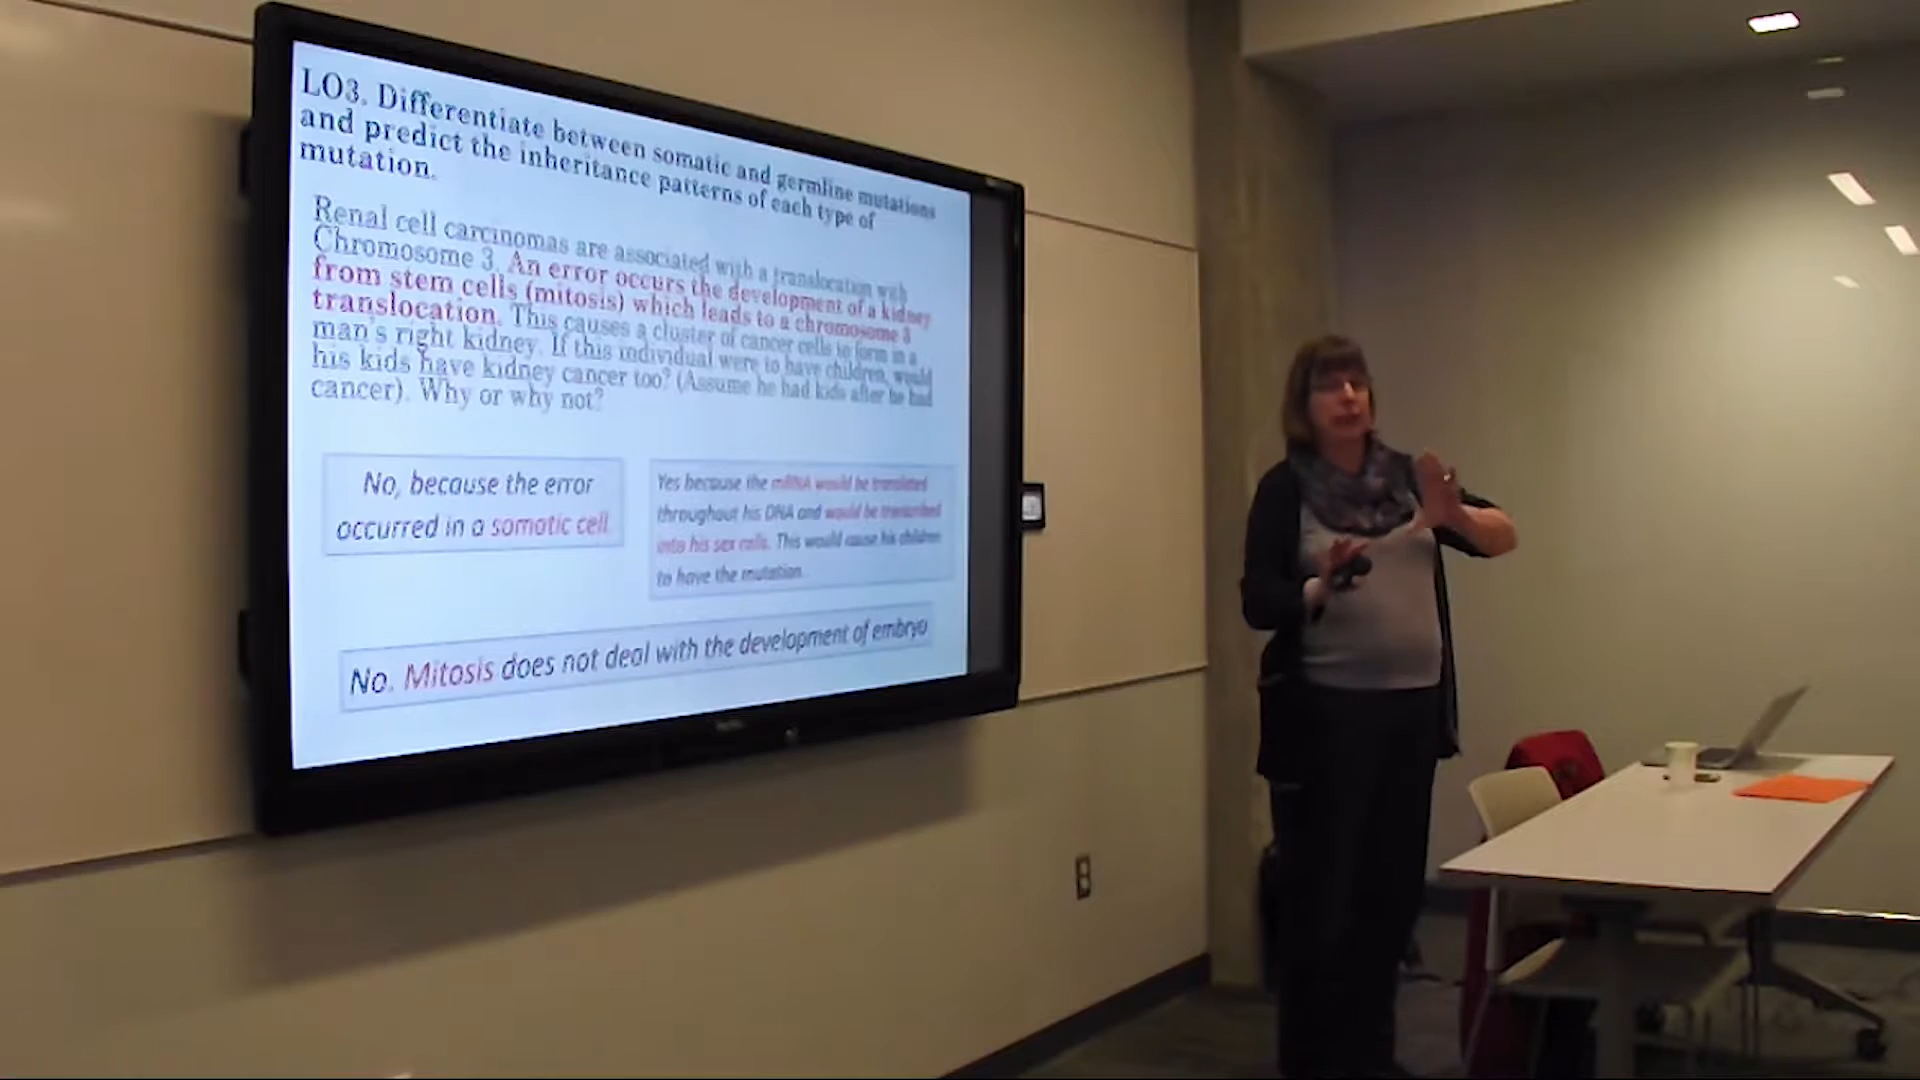 LO3. Differentiate between somatic and germline mutations
and predict the inheritance patterns of each type of
mutation.
Renal cell carcinomas are associated with a translocation with
Chromosome 3. An error occurs the development of a kidney
from stem cells (mitosis) which leads to a chromosome 3
translocation. This causes a cluster of cancer cells to form in a
man's right kidney. If this individual were to have children, would
his kids have kidney cancer too? (Assume he had kids after he had
cancer). Why or why not?
No, because the error
occurred in a somatic cell.
Yes because the mRNA would be translated
throughout his DNA and would be transcribed
into his sex cells. This would cause his children
to have the mutation.
No. Mitosis does not deal with the development of embryo